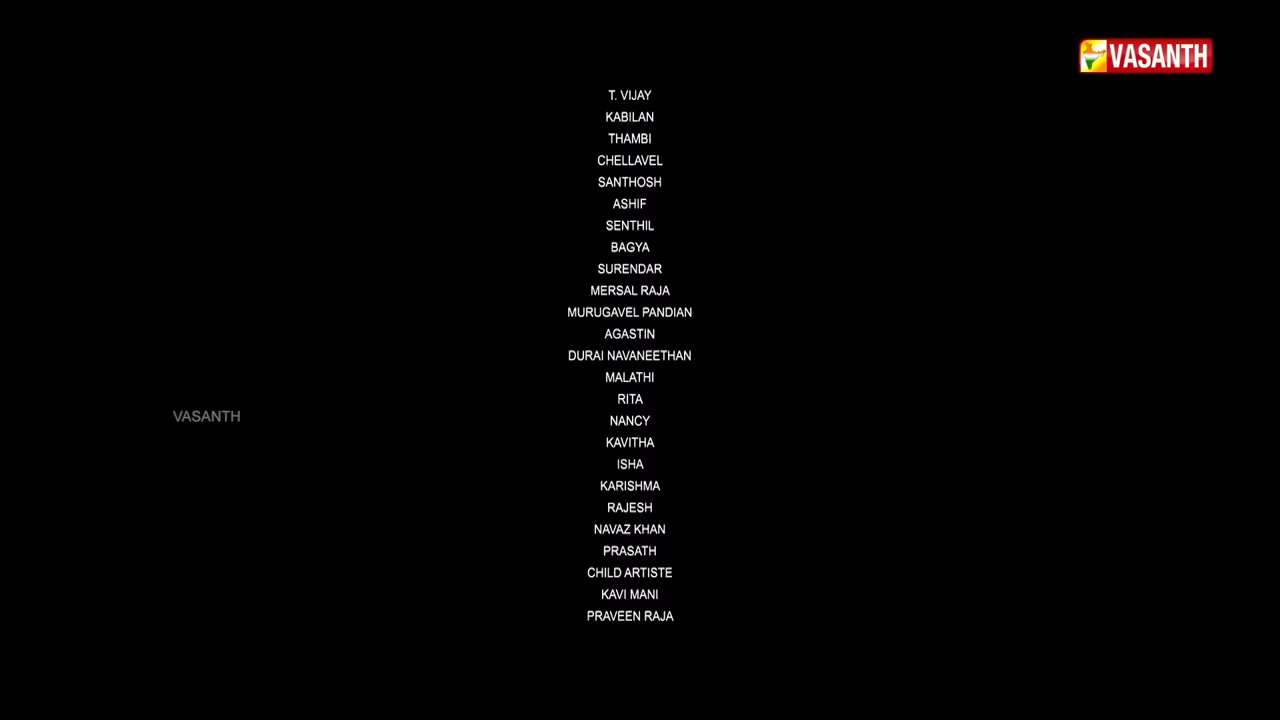 VASANTH
T. VIJAY
KABILAN
THAMBI
CHELLAVEL
SANTHOSH
ASHIF
SENTHIL
BAGYA
SURENDAR
MERSAL RAJA
MURUGAVEL PANDIAN
AGASTIN
DURAI NAVANEETHAN
MALATHI
RITA
NANCY
VASANTH
KAVITHA
ISHA
KARISHMA
RAJESH
NAVAZ KHAN
PRASATH
CHILD ARTISTE
KAVI MANI
PRAVEEN RAJA